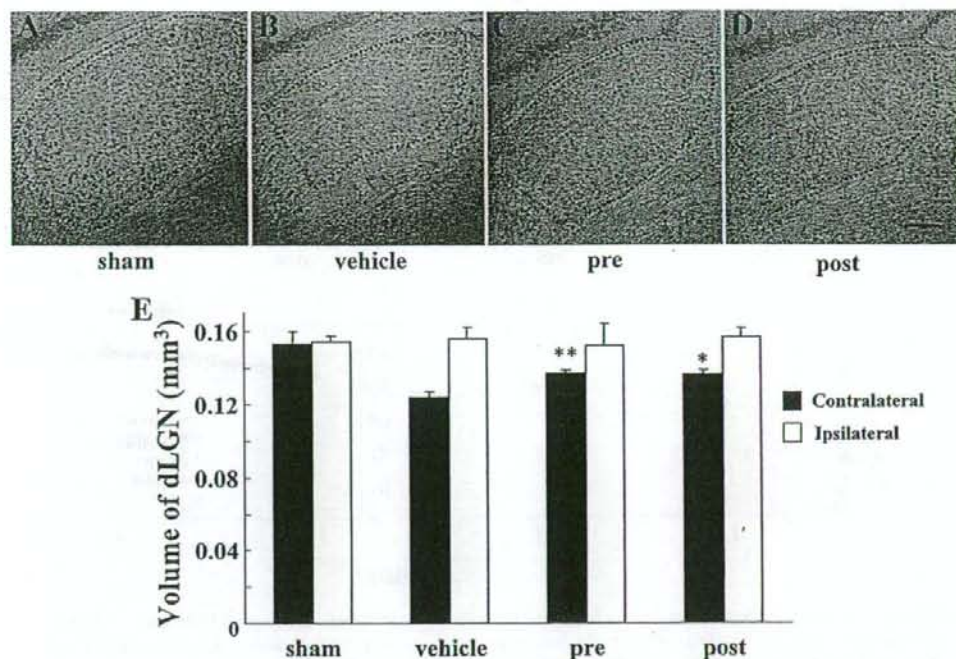 A B C D
sham vehicle pre post
E
Volume of dLGN (mm³)
0.16
0.12
0.08
0.04
0
** *
Contralateral
Ipsilateral
sham vehicle pre post